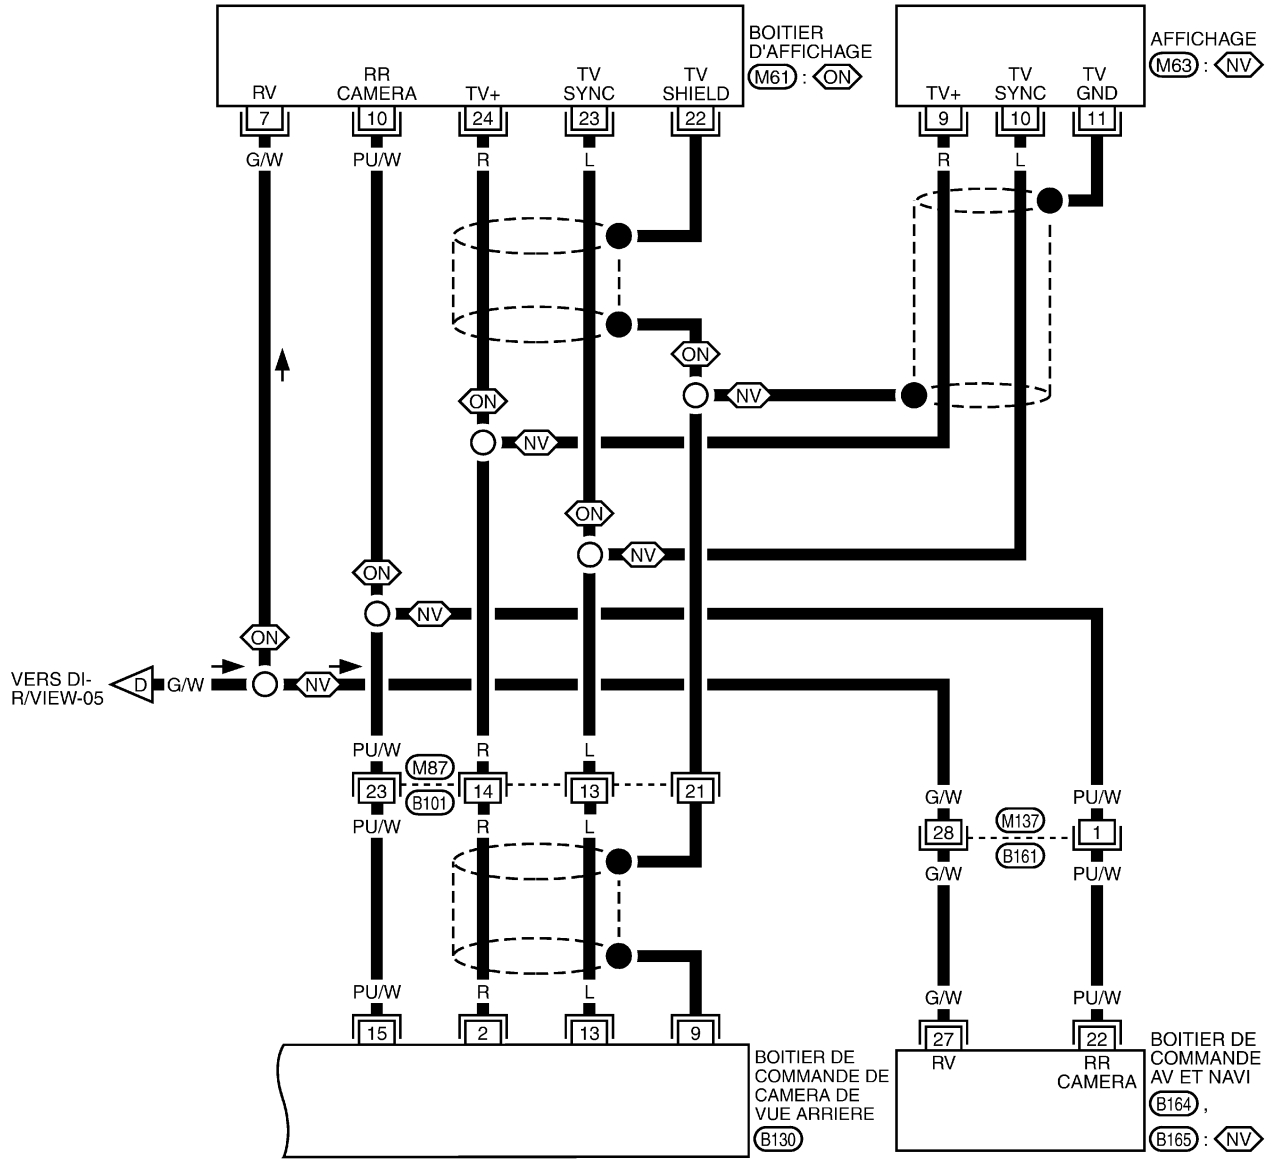 BOITIER
D'AFFICHAGE
M61 : ON
AFFICHAGE
M63 : NV
RV
RR
CAMERA
TV+
TV
SYNC
TV
SHIELD
TV+
TV
SYNC
TV
GND
7
10
24
23
22
9
10
11
G/W
PU/W
R
L
R
L
ON
ON
NV
NV
ON
NV
ON
NV
ON
VERS DI-
R/VIEW-05
D
G/W
NV
PU/W
R
L
M87
23
14
13
21
B101
PU/W
R
L
G/W
PU/W
28
M137
1
B161
G/W
PU/W
PU/W
R
L
G/W
PU/W
15
2
13
9
27
22
RV
RR
CAMERA
BOITIER DE
COMMANDE DE
CAMERA DE
VUE ARRIERE
B130
BOITIER DE
COMMANDE
AV ET NAVI
B164 ,
B165 : NV